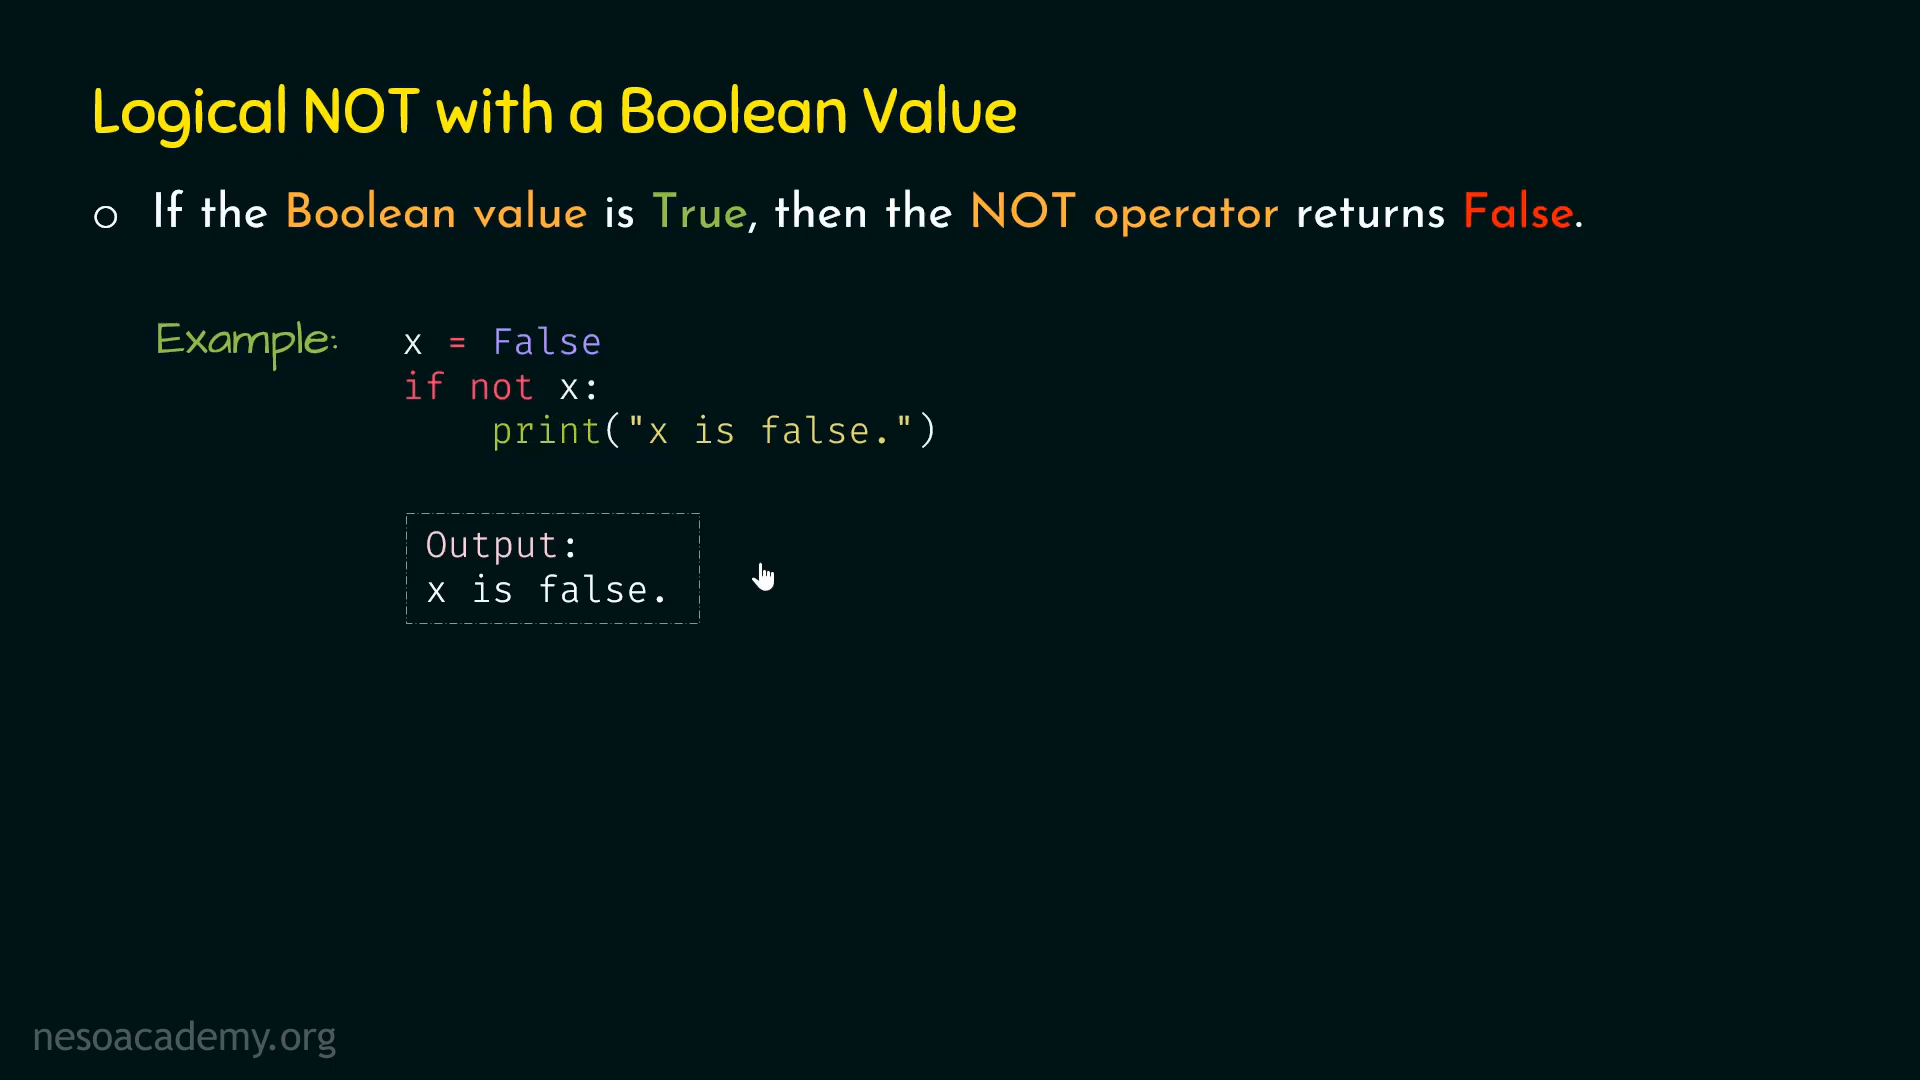 Logical NOT with a Boolean Value
If the Boolean value is True, then the NOT operator returns False.
Example:
x = False
if not x:
    print("x is false.")
Output:
x is false.
nesoacademy.org